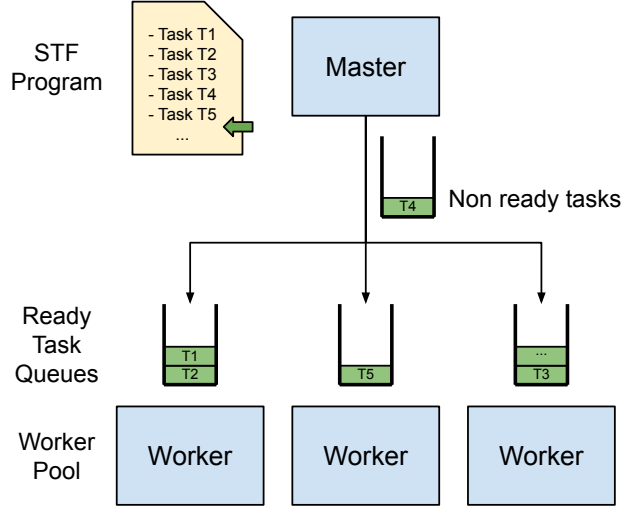 STF
Program
- Task T1
- Task T2
- Task T3
- Task T4
- Task T5
...
Master
T4
Non ready tasks
Ready
Task
Queues
T1
T2
T5
...
T3
Worker
Pool
Worker
Worker
Worker